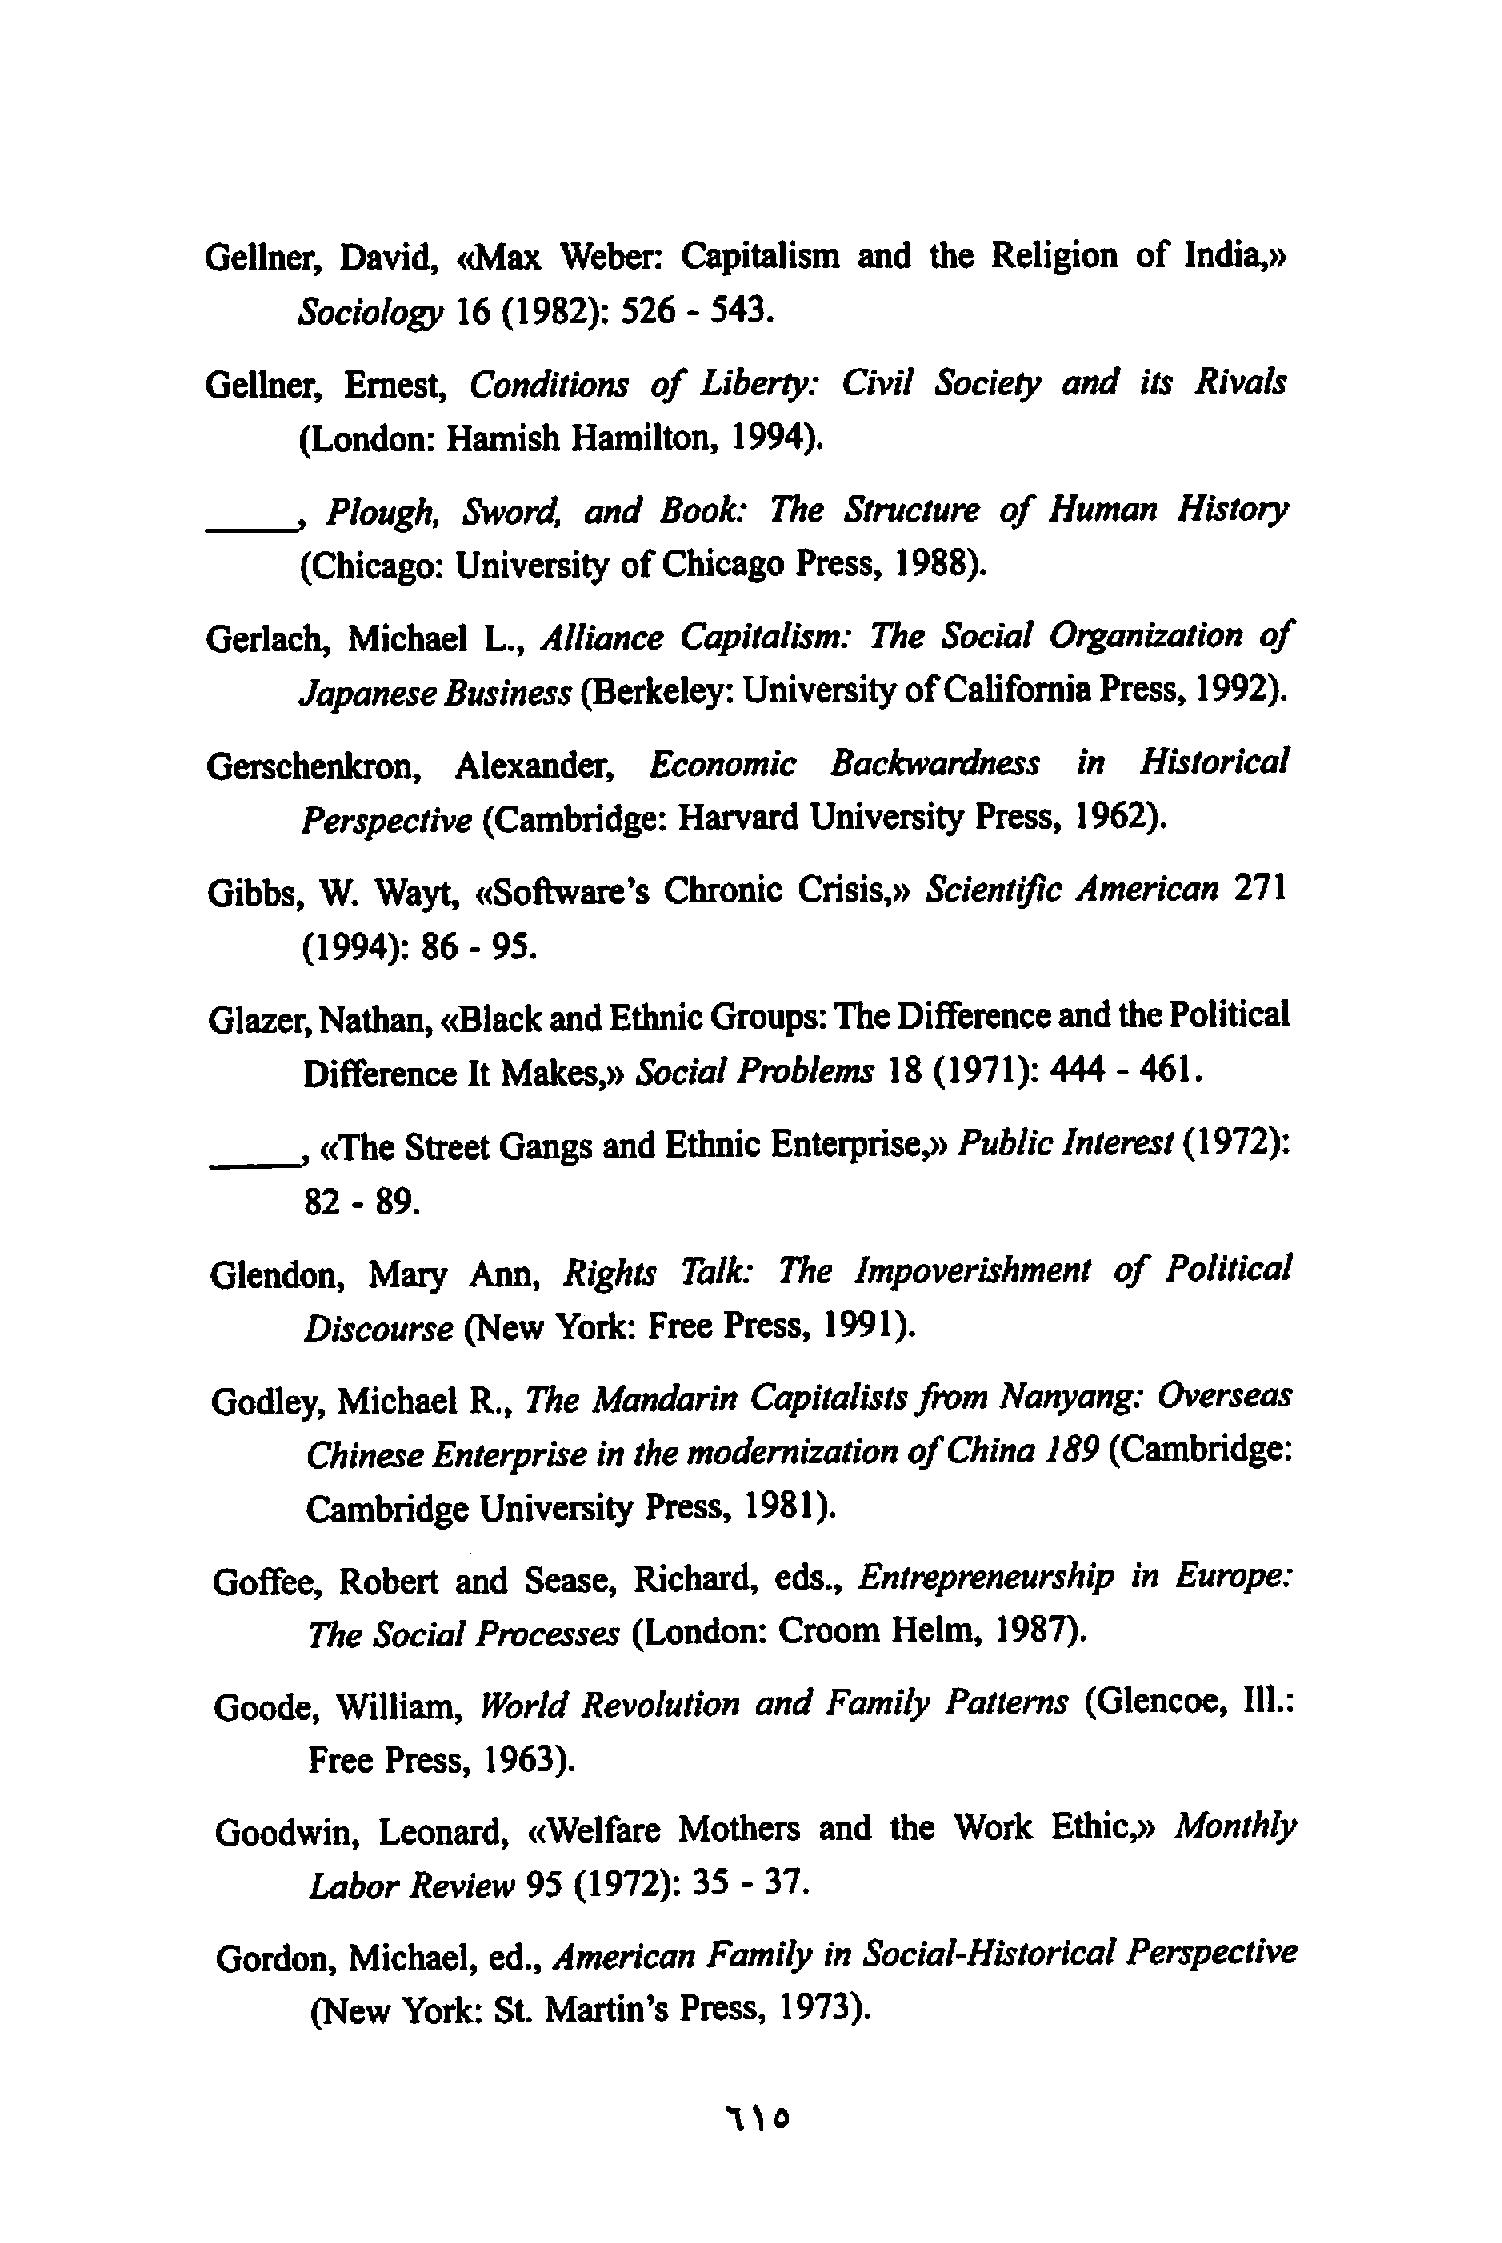 Gellner, David, «Max Weber: Capitalism and the Religion of India,»
Sociology 16 (1982): 526 - 543.
Gellner, Ernest, Conditions of Liberty: Civil Society and its Rivals
(London: Hamish Hamilton, 1994).
_____, Plough, Sword, and Book: The Structure of Human History
(Chicago: University of Chicago Press, 1988).
Gerlach, Michael L., Alliance Capitalism: The Social Organization of
Japanese Business (Berkeley: University of California Press, 1992).
Gerschenkron, Alexander, Economic Backwardness in Historical
Perspective (Cambridge: Harvard University Press, 1962).
Gibbs, W. Wayt, «Software's Chronic Crisis,» Scientific American 271
(1994): 86 - 95.
Glazer, Nathan, «Black and Ethnic Groups: The Difference and the Political
Difference It Makes,» Social Problems 18 (1971): 444 - 461.
_____, «The Street Gangs and Ethnic Enterprise,» Public Interest (1972):
82 - 89.
Glendon, Mary Ann, Rights Talk: The Impoverishment of Political
Discourse (New York: Free Press, 1991).
Godley, Michael R., The Mandarin Capitalists from Nanyang: Overseas
Chinese Enterprise in the modernization of China 189 (Cambridge:
Cambridge University Press, 1981).
Goffee, Robert and Sease, Richard, eds., Entrepreneurship in Europe:
The Social Processes (London: Croom Helm, 1987).
Goode, William, World Revolution and Family Patterns (Glencoe, Ill.:
Free Press, 1963).
Goodwin, Leonard, «Welfare Mothers and the Work Ethic,» Monthly
Labor Review 95 (1972): 35 - 37.
Gordon, Michael, ed., American Family in Social-Historical Perspective
(New York: St. Martin's Press, 1973).
٦١٥